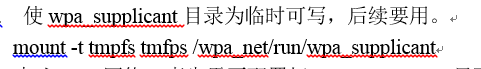 使 wpa_supplicant 目录为临时可写，后续要用。
mount -t tmpfs tmfps /wpa_net/run/wpa_supplicant